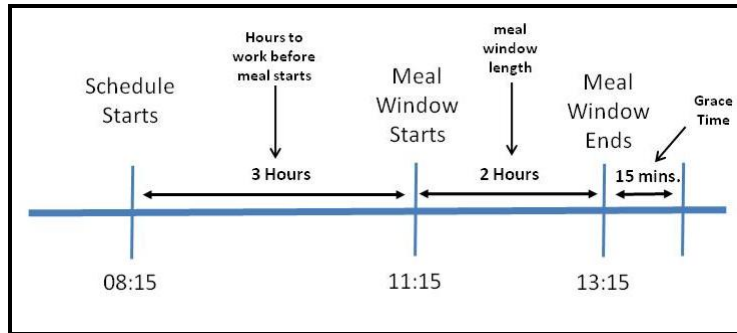 Hours to
work before
meal starts
meal
window
length
Schedule
Starts
Meal
Window
Starts
Meal
Window
Ends
Grace
Time
3 Hours
2 Hours
15 mins.
08:15
11:15
13:15